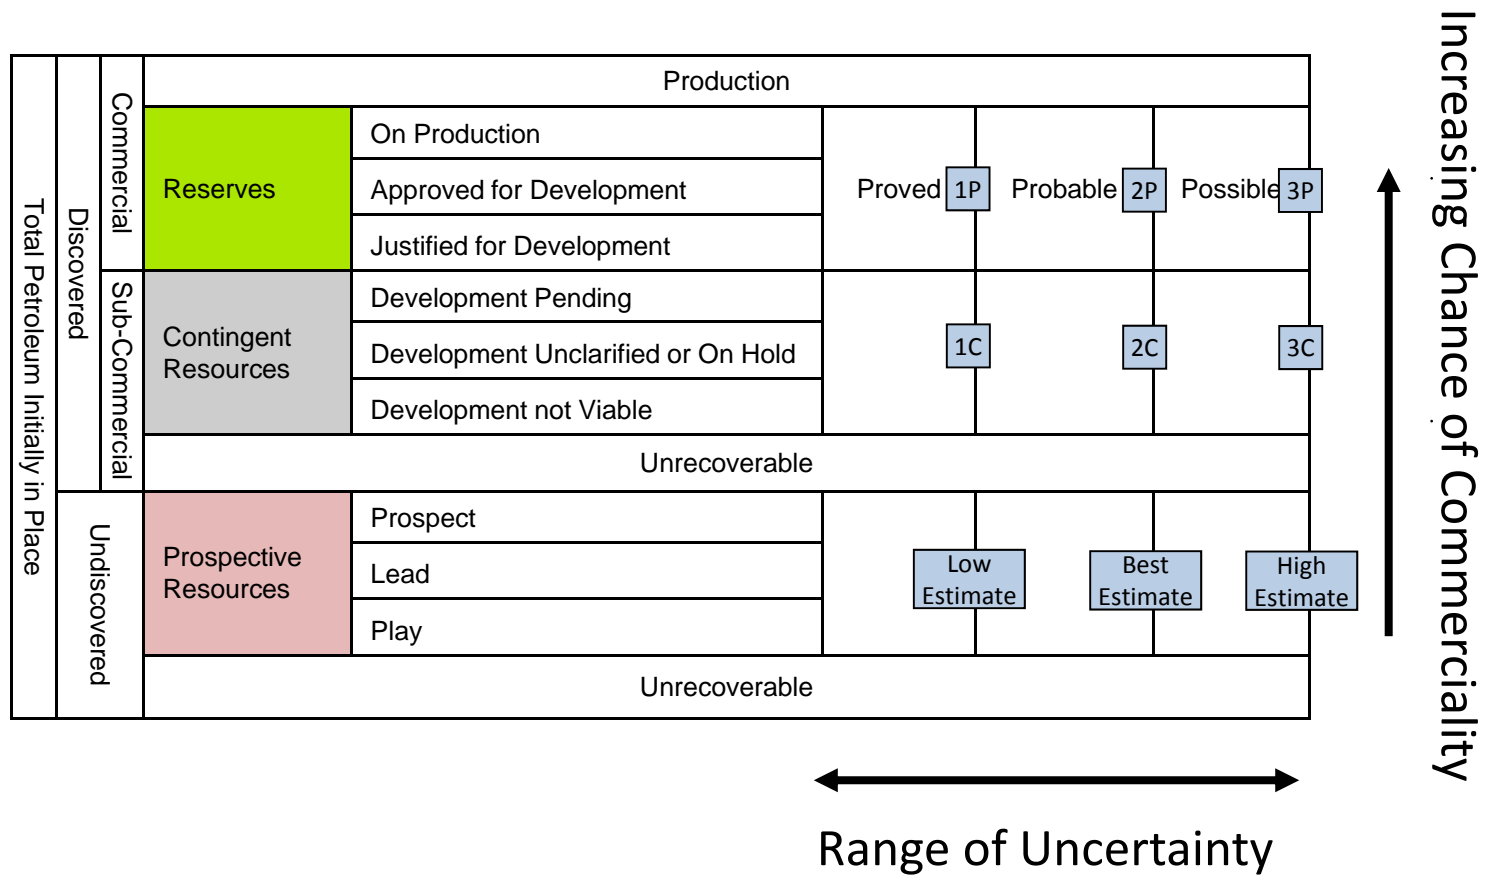 Total Petroleum Initially in Place
Discovered
Undiscovered
Commercial
Sub-Commercial
Production
Reserves
On Production
Approved for Development
Justified for Development
Proved 1P
Probable 2P
Possible 3P
Contingent
Resources
Development Pending
Development Unclarified or On Hold
Development not Viable
1C
2C
3C
Unrecoverable
Prospective
Resources
Prospect
Lead
Play
Low
Estimate
Best
Estimate
High
Estimate
Unrecoverable
Increasing Chance of Commerciality
Range of Uncertainty